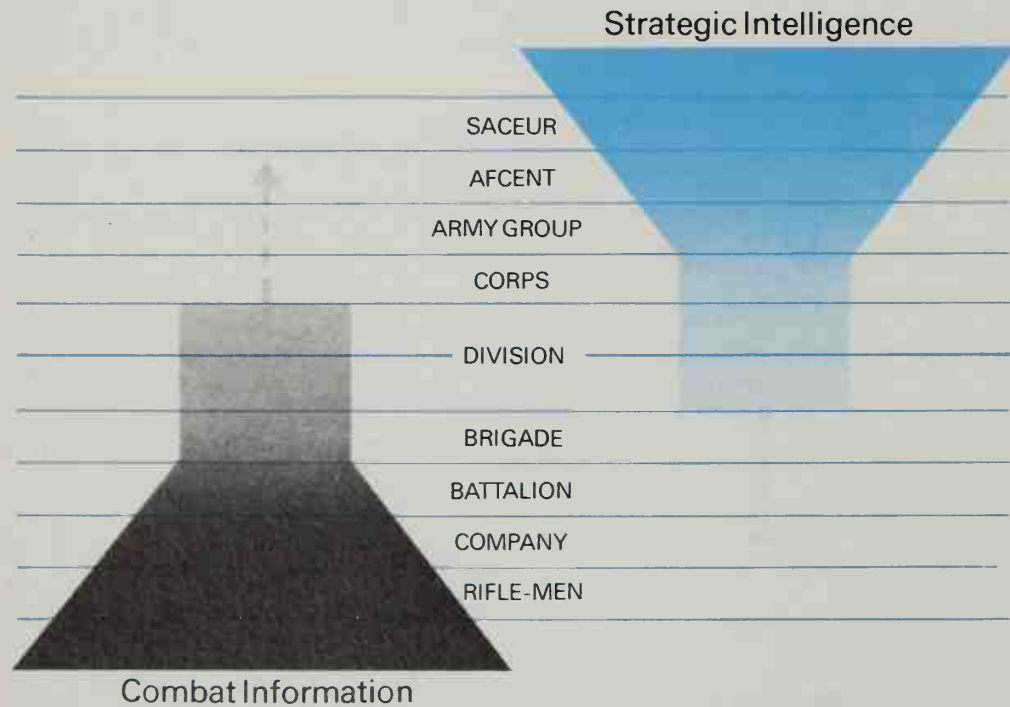 Strategic Intelligence
SACEUR
AFCENT
ARMY GROUP
CORPS
DIVISION
BRIGADE
BATTALION
COMPANY
RIFLE-MEN
Combat Information